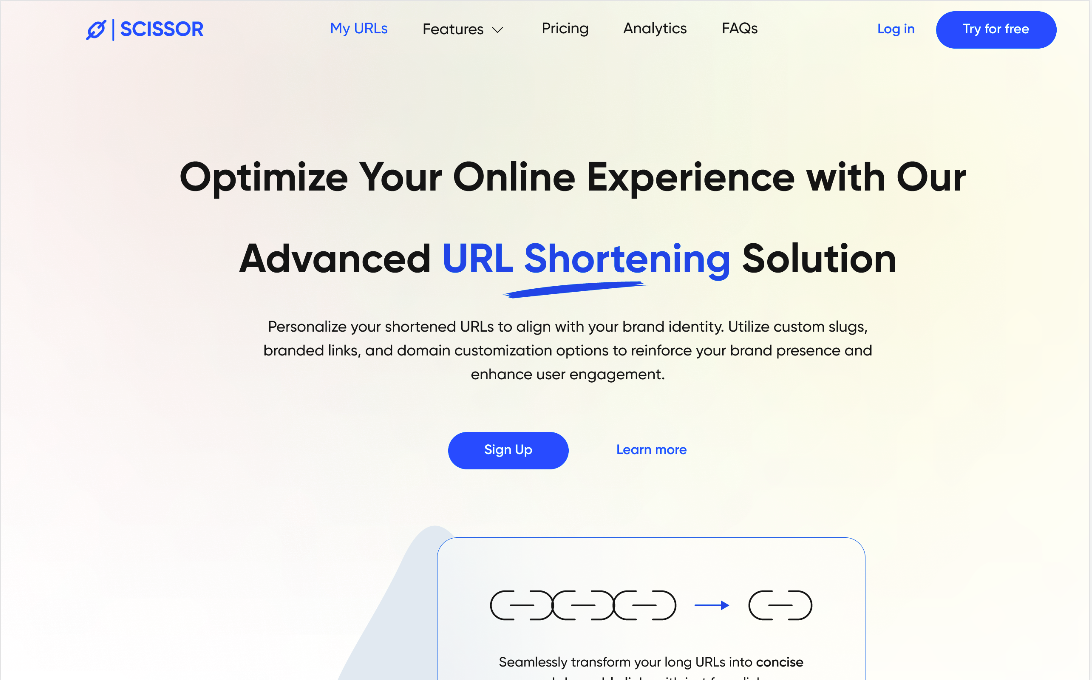 SCISSOR
My URLs
Features
Pricing
Analytics
FAQs
Log in
Try for free
Optimize Your Online Experience with Our
Advanced URL Shortening Solution
Personalize your shortened URLs to align with your brand identity. Utilize custom slugs,
branded links, and domain customization options to reinforce your brand presence and
enhance user engagement.
Sign Up
Learn more
Seamlessly transform your long URLs into concise